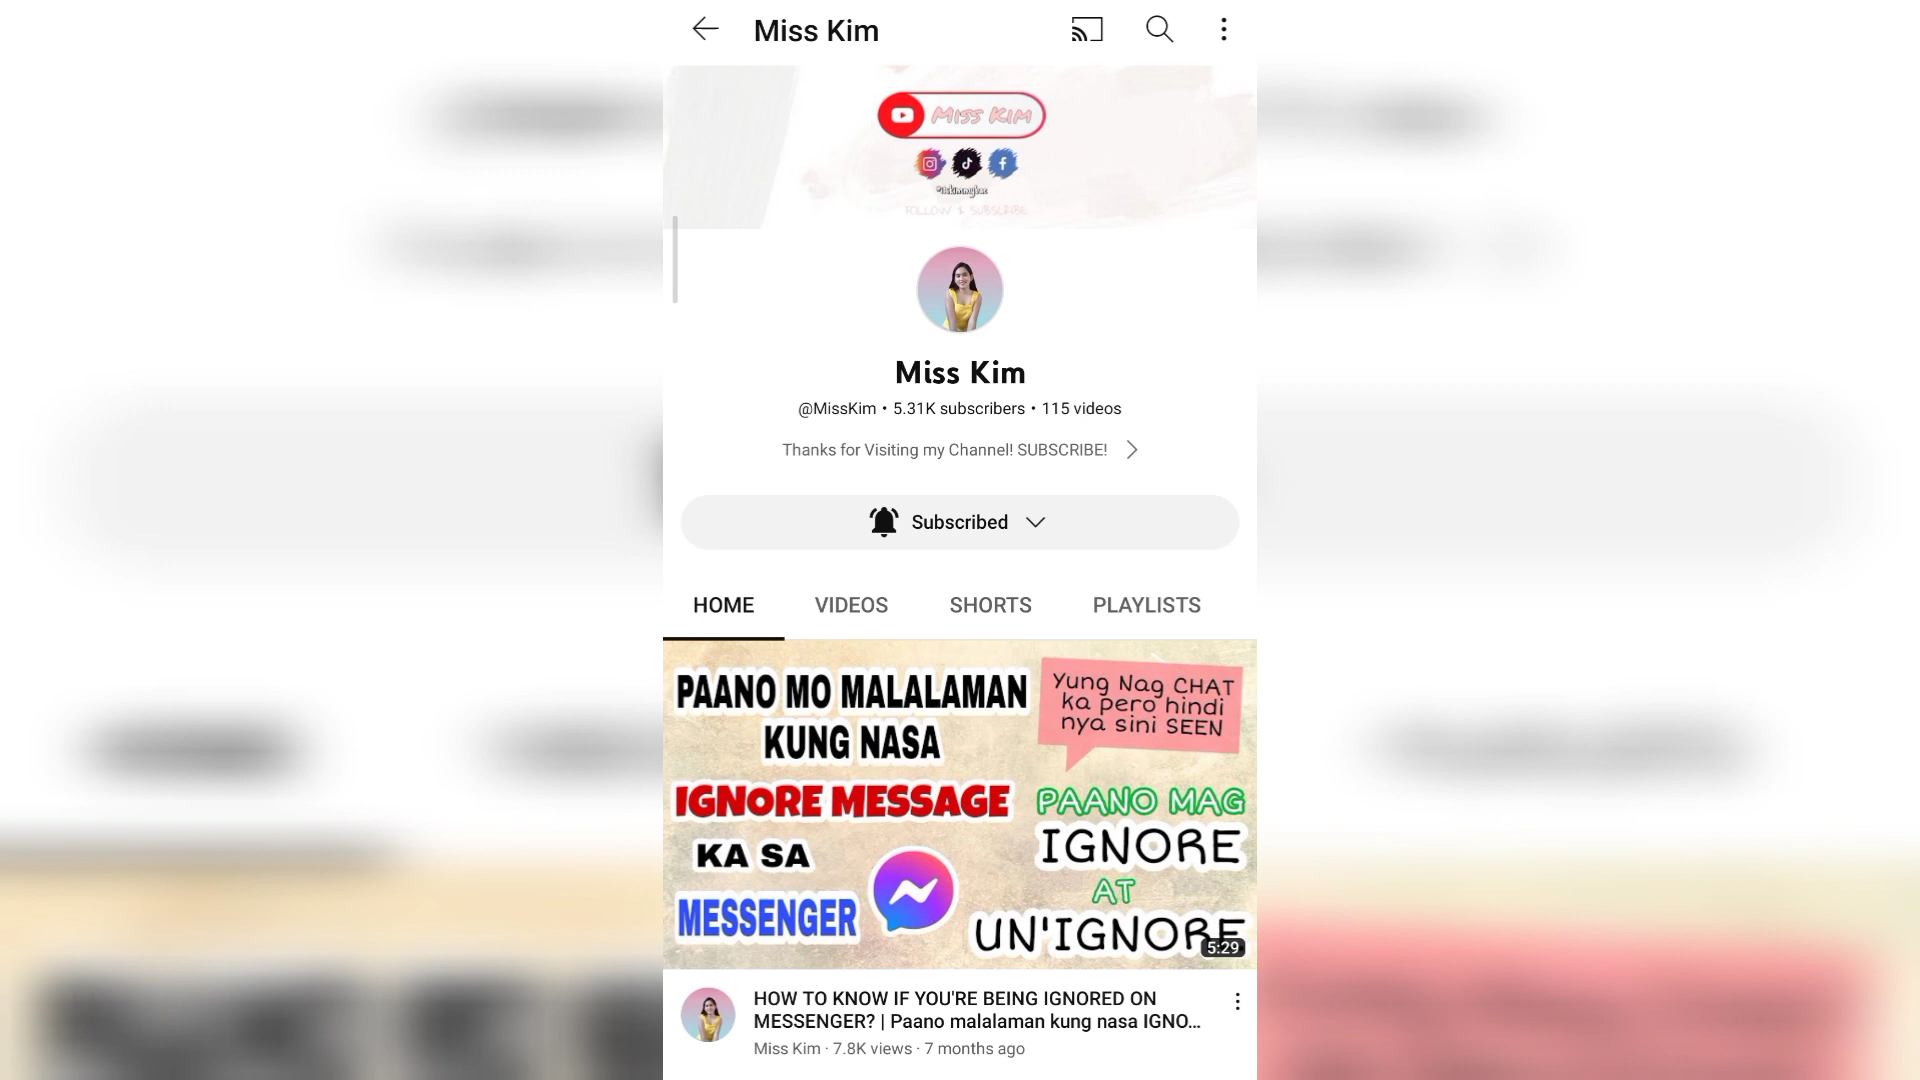 Miss Kim
Miss Kim
FOLLOW & SUBSCRIBE
Miss Kim
@MissKim • 5.31K subscribers • 115 videos
Thanks for Visiting my Channel! SUBSCRIBE!
Subscribed
HOME VIDEOS SHORTS PLAYLISTS
PAANO MO MALALAMAN
KUNG NASA
IGNORE MESSAGE
KA SA
MESSENGER
Yung Nag CHAT
ka pero hindi
nya sini SEEN
PAANO MAG
IGNORE
AT
UN'IGNORE
5:29
HOW TO KNOW IF YOU'RE BEING IGNORED ON
MESSENGER? | Paano malalaman kung nasa IGNO...
Miss Kim · 7.8K views · 7 months ago